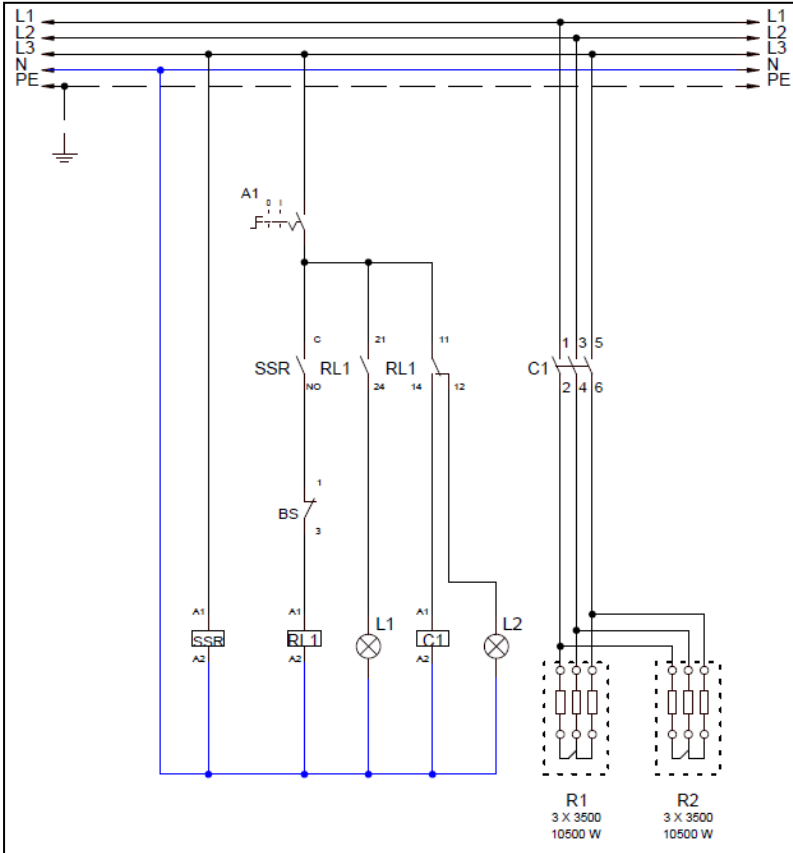 L1 L1
L2 L2
L3 L3
N N
PE PE
A1
0 I
C 21 11
1 3 5
SSR RL1 RL1 C1
NO 24 14 12
2 4 6
1
BS
3
A1 A1 A1
L1 L2
SSR RL1 C1
A2 A2 A2
R1 R2
3 X 3500 3 X 3500
10500 W 10500 W